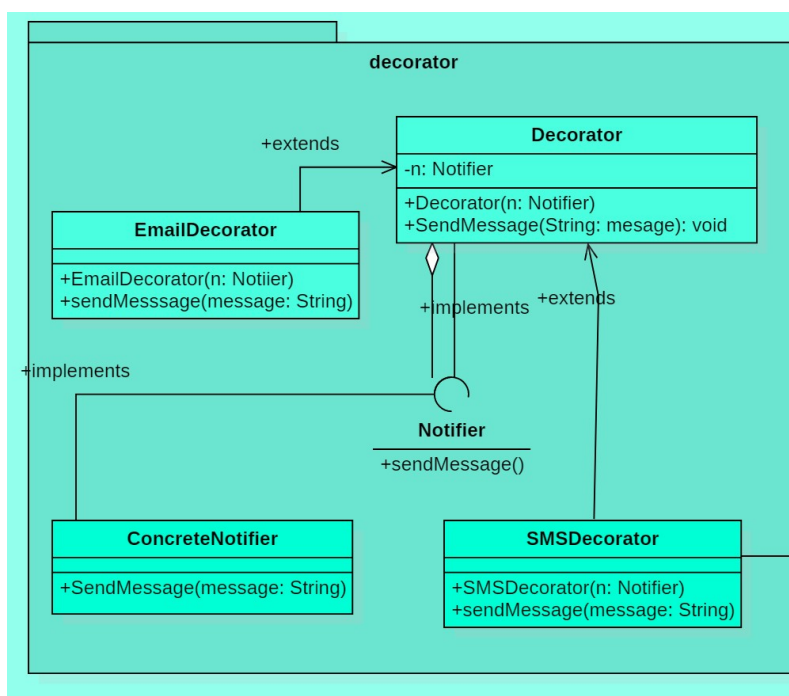 decorator
+extends
Decorator
-n: Notifier
+Decorator(n: Notifier)
+SendMessage(String: mesage): void
EmailDecorator
+EmailDecorator(n: Notiier)
+sendMesssage(message: String)
+implements
+extends
+implements
Notifier
+sendMessage()
ConcreteNotifier
+SendMessage(message: String)
SMSDecorator
+SMSDecorator(n: Notifier)
+sendMessage(message: String)